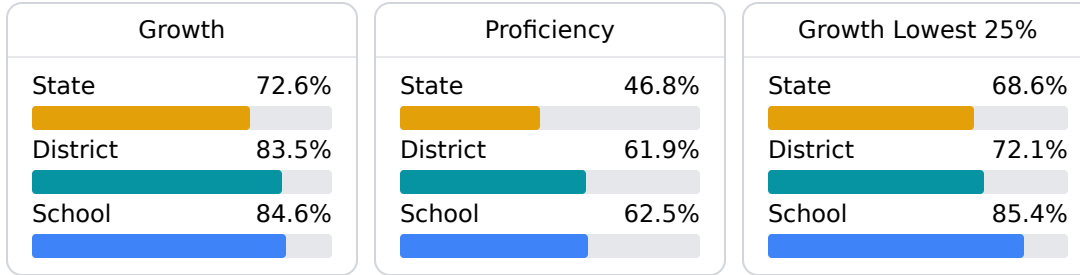 Growth
State 72.6%
District 83.5%
School 84.6%
Proficiency
State 46.8%
District 61.9%
School 62.5%
Growth Lowest 25%
State 68.6%
District 72.1%
School 85.4%